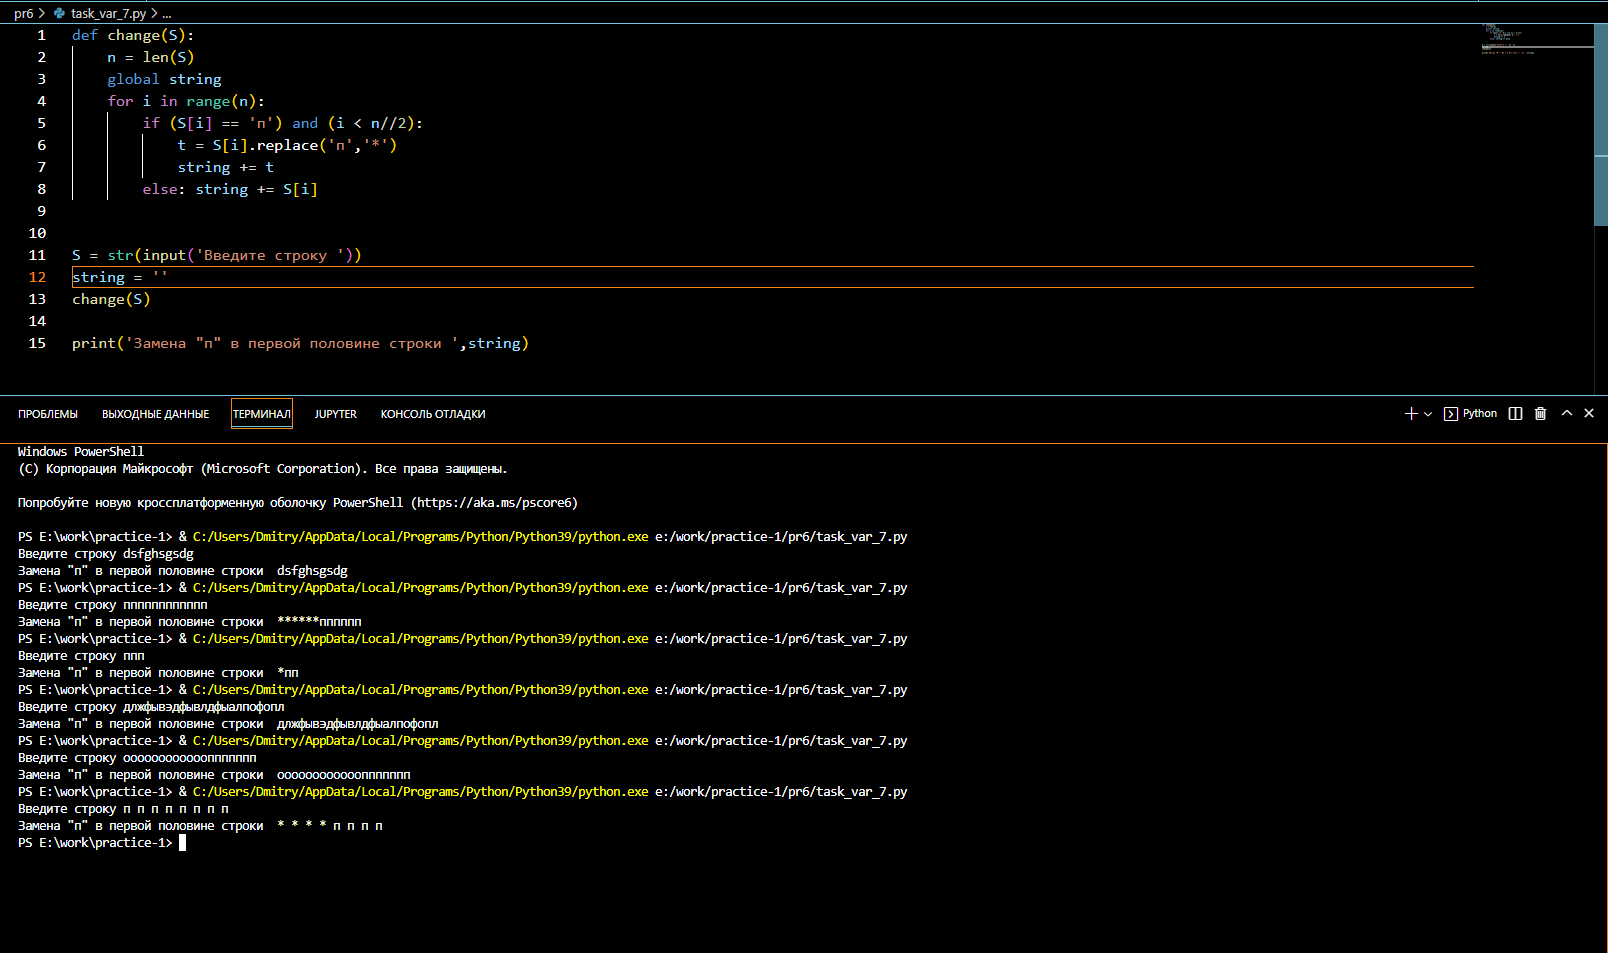 pr6 > task_var_7.py > ...
1 def change(S):
2 n = len(S)
3 global string
4 for i in range(n):
5 if (S[i] == 'п') and (i < n//2):
6 t = S[i].replace('п','*')
7 string += t
8 else: string += S[i]
9
10
11 S = str(input('Введите строку '))
12 string = ''
13 change(S)
14
15 print('Замена "п" в первой половине строки ',string)
ПРОБЛЕМЫ ВЫХОДНЫЕ ДАННЫЕ ТЕРМИНАЛ JUPYTER КОНСОЛЬ ОТЛАДКИ Python
Windows PowerShell
(C) Корпорация Майкрософт (Microsoft Corporation). Все права защищены.
Попробуйте новую кроссплатформенную оболочку PowerShell (https://aka.ms/pscore6)
PS E:\work\practice-1> & C:/Users/Dmitry/AppData/Local/Programs/Python/Python39/python.exe e:/work/practice-1/pr6/task_var_7.py
Введите строку dsfghsgsdg
Замена "п" в первой половине строки  dsfghsgsdg
PS E:\work\practice-1> & C:/Users/Dmitry/AppData/Local/Programs/Python/Python39/python.exe e:/work/practice-1/pr6/task_var_7.py
Введите строку пппппппппппп
Замена "п" в первой половине строки  ******пппппп
PS E:\work\practice-1> & C:/Users/Dmitry/AppData/Local/Programs/Python/Python39/python.exe e:/work/practice-1/pr6/task_var_7.py
Введите строку ппп
Замена "п" в первой половине строки  *пп
PS E:\work\practice-1> & C:/Users/Dmitry/AppData/Local/Programs/Python/Python39/python.exe e:/work/practice-1/pr6/task_var_7.py
Введите строку длжфывэдфывлдфыалпофопл
Замена "п" в первой половине строки  длжфывэдфывлдфыалпофопл
PS E:\work\practice-1> & C:/Users/Dmitry/AppData/Local/Programs/Python/Python39/python.exe e:/work/practice-1/pr6/task_var_7.py
Введите строку ооооооооооооппппппп
Замена "п" в первой половине строки  ооооооооооооппппппп
PS E:\work\practice-1> & C:/Users/Dmitry/AppData/Local/Programs/Python/Python39/python.exe e:/work/practice-1/pr6/task_var_7.py
Введите строку п п п п п п п п
Замена "п" в первой половине строки  * * * * п п п п
PS E:\work\practice-1>